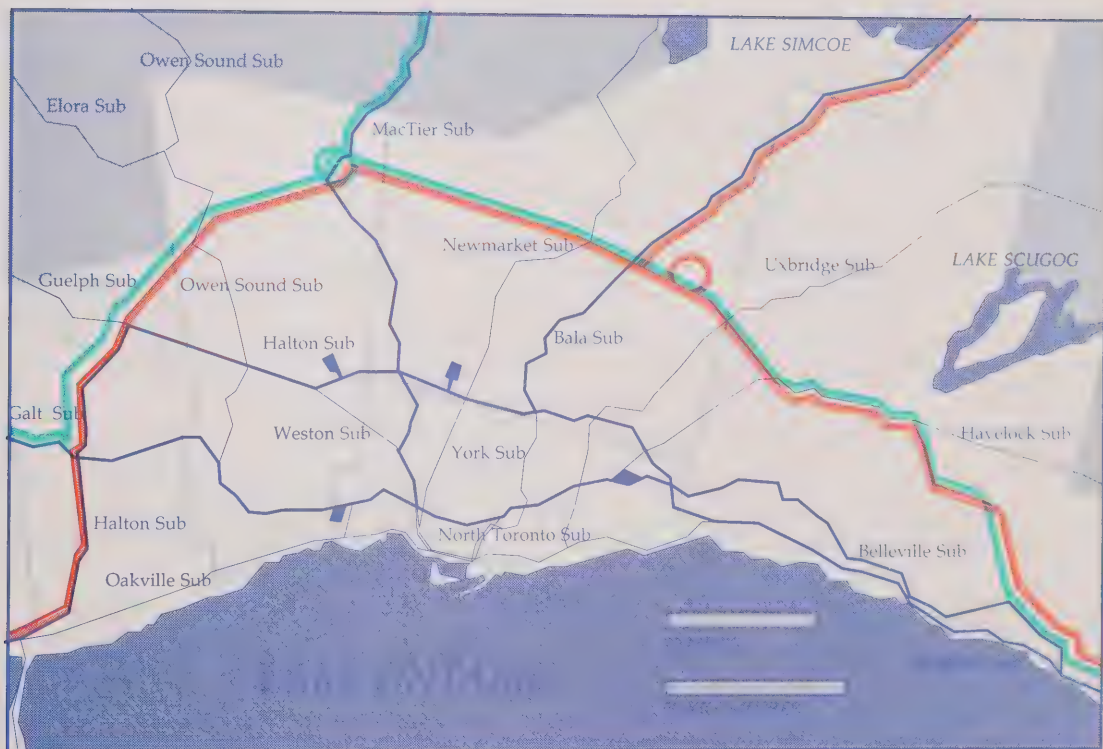 LAKE SIMCOE
Owen Sound Sub
Elora Sub
MacTier Sub
Newmarket Sub
Uxbridge Sub
LAKE SCUGOG
Guelph Sub
Owen Sound Sub
Halton Sub
Bala Sub
Galt Sub
Weston Sub
York Sub
Havelock Sub
Halton Sub
North Toronto Sub
Belleville Sub
Oakville Sub